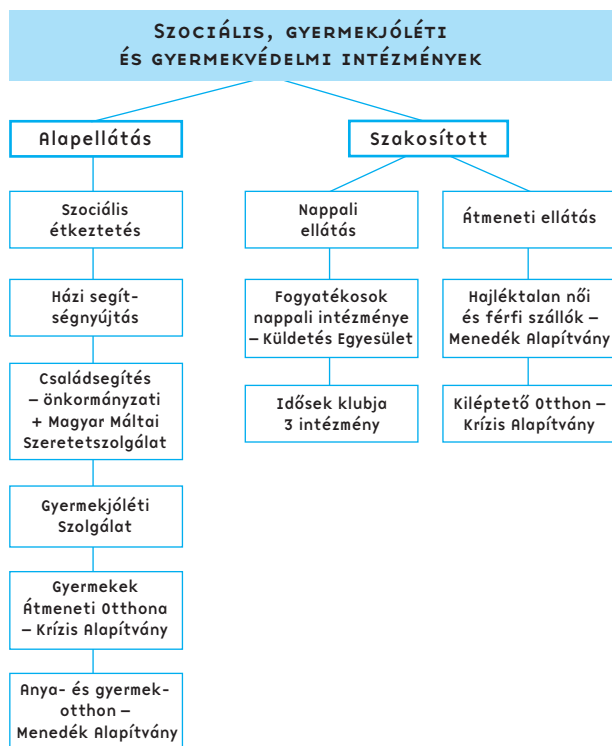 SZOCIÁLIS, GYERMEKJÓLÉTI
ÉS GYERMEKVÉDELMI INTÉZMÉNYEK
Alapellátás
Szociális
étkeztetés
Házi segít-
ségnyújtás
Családsegítés
– önkormányzati
+ Magyar Máltai
Szeretetszolgálat
Gyermekjóléti
Szolgálat
Gyermekek
Átmeneti Otthona
– Krízis Alapítvány
Anya- és gyermek-
otthon –
Menedék Alapítvány
Szakosított
Nappali
ellátás
Fogyatékosok
nappali intézménye
– Küldetés Egyesület
Idősek klubja
3 intézmény
Átmeneti ellátás
Hajléktalan női
és férfi szállók –
Menedék Alapítvány
Kiléptető Otthon –
Krízis Alapítvány